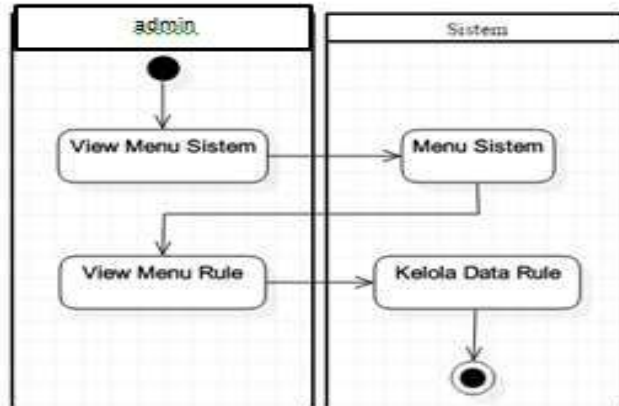 admin
Sistem
View Menu Sistem
Menu Sistem
View Menu Rule
Kelola Data Rule